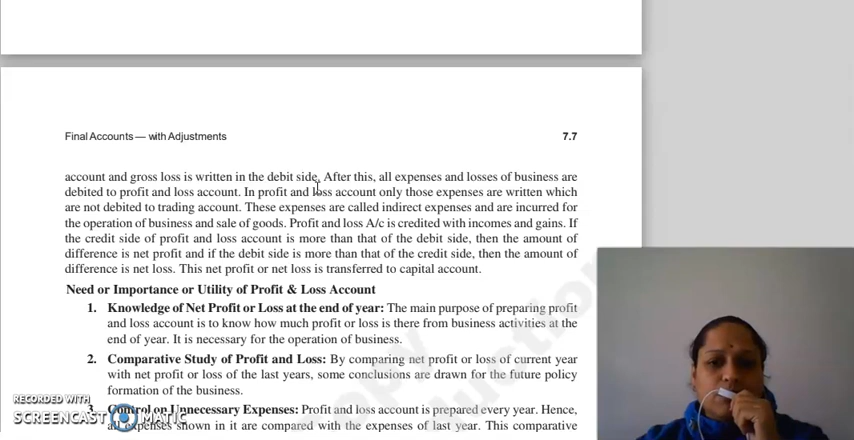 Final Accounts — with Adjustments 7.7
account and gross loss is written in the debit side. After this, all expenses and losses of business are
debited to profit and loss account. In profit and loss account only those expenses are written which
are not debited to trading account. These expenses are called indirect expenses and are incurred for
the operation of business and sale of goods. Profit and loss A/c is credited with incomes and gains. If
the credit side of profit and loss account is more than that of the debit side, then the amount of
difference is net profit and if the debit side is more than that of the credit side, then the amount of
difference is net loss. This net profit or net loss is transferred to capital account.
Need or Importance or Utility of Profit & Loss Account
1. Knowledge of Net Profit or Loss at the end of year: The main purpose of preparing profit
and loss account is to know how much profit or loss is there from business activities at the
end of year. It is necessary for the operation of business.
2. Comparative Study of Profit and Loss: By comparing net profit or loss of current year
with net profit or loss of the last years, some conclusions are drawn for the future policy
formation of the business.
3. Control on Unnecessary Expenses: Profit and loss account is prepared every year. Hence,
all expenses shown in it are compared with the expenses of last year. This comparative
RECORDED WITH
SCREENCAST MATIC